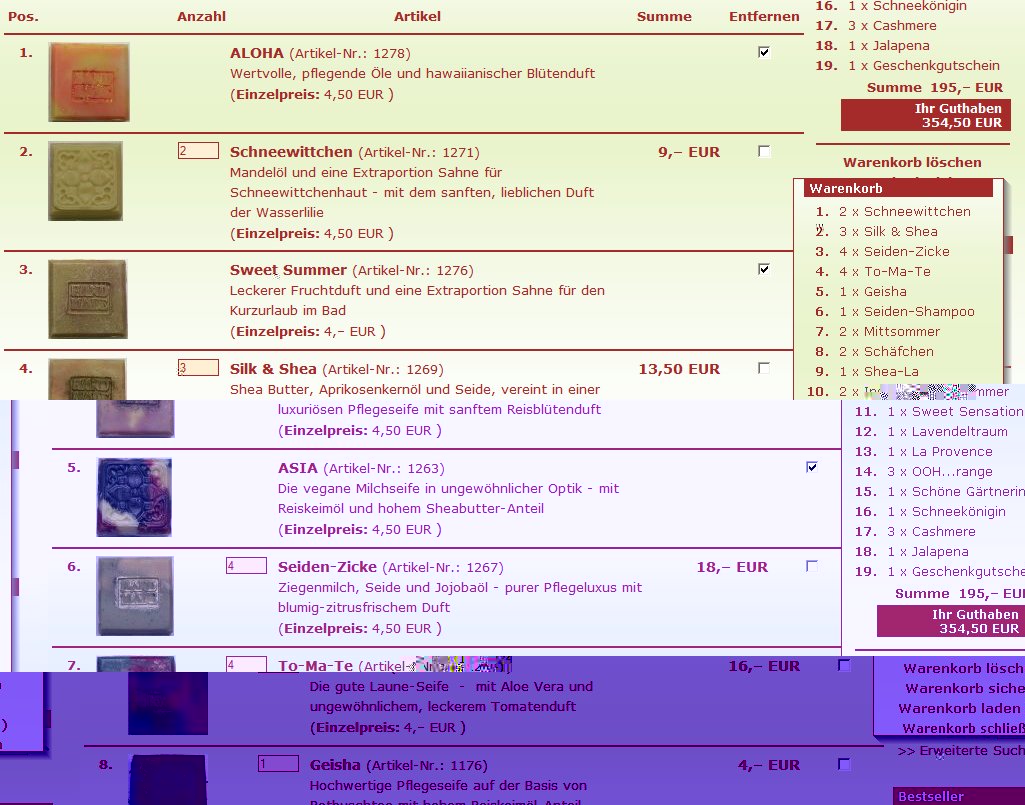 Pos. Anzahl Artikel Summe Entfernen
1. ALOHA (Artikel-Nr.: 1278)
Wertvolle, pflegende Öle und hawaiianischer Blütenduft
(Einzelpreis: 4,50 EUR )
2. 2 Schneewittchen (Artikel-Nr.: 1271) 9,– EUR
Mandelöl und eine Extraportion Sahne für
Schneewittchenhaut - mit dem sanften, lieblichen Duft
der Wasserlilie
(Einzelpreis: 4,50 EUR )
3. Sweet Summer (Artikel-Nr.: 1276)
Leckerer Fruchtduft und eine Extraportion Sahne für den
Kurzurlaub im Bad
(Einzelpreis: 4,– EUR )
4. 3 Silk & Shea (Artikel-Nr.: 1269) 13,50 EUR
Shea Butter, Aprikosenkernöl und Seide, vereint in einer
luxuriösen Pflegeseife mit sanftem Reisblütenduft
(Einzelpreis: 4,50 EUR )
5. ASIA (Artikel-Nr.: 1263)
Die vegane Milchseife in ungewöhnlicher Optik - mit
Reiskeimöl und hohem Sheabutter-Anteil
(Einzelpreis: 4,50 EUR )
6. 4 Seiden-Zicke (Artikel-Nr.: 1267) 18,– EUR
Ziegenmilch, Seide und Jojobaöl - purer Pflegeluxus mit
blumig-zitrusfrischem Duft
(Einzelpreis: 4,50 EUR )
7. 4 To-Ma-Te (Artikel- 16,– EUR
Die gute Laune-Seife - mit Aloe Vera und
ungewöhnlichem, leckerem Tomatenduft
(Einzelpreis: 4,– EUR )
8. 1 Geisha (Artikel-Nr.: 1176) 4,– EUR
Hochwertige Pflegeseife auf der Basis von
16. 1 x Schneekönigin
17. 3 x Cashmere
18. 1 x Jalapena
19. 1 x Geschenkgutschein
Summe 195,– EUR
Ihr Guthaben
354,50 EUR
Warenkorb löschen
Warenkorb
1. 2 x Schneewittchen
2. 3 x Silk & Shea
3. 4 x Seiden-Zicke
4. 4 x To-Ma-Te
5. 1 x Geisha
6. 1 x Seiden-Shampoo
7. 2 x Mittsommer
8. 2 x Schäfchen
9. 1 x Shea-La
10. 2 x
11. 1 x Sweet Sensation
12. 1 x Lavendeltraum
13. 1 x La Provence
14. 3 x OOH...range
15. 1 x Schöne Gärtnerin
16. 1 x Schneekönigin
17. 3 x Cashmere
18. 1 x Jalapena
19. 1 x Geschenkgutsche
Summe 195,– EUR
Ihr Guthaben
354,50 EUR
Warenkorb lösch
Warenkorb siche
Warenkorb laden
Warenkorb schließ
>> Erweiterte Such
Bestseller